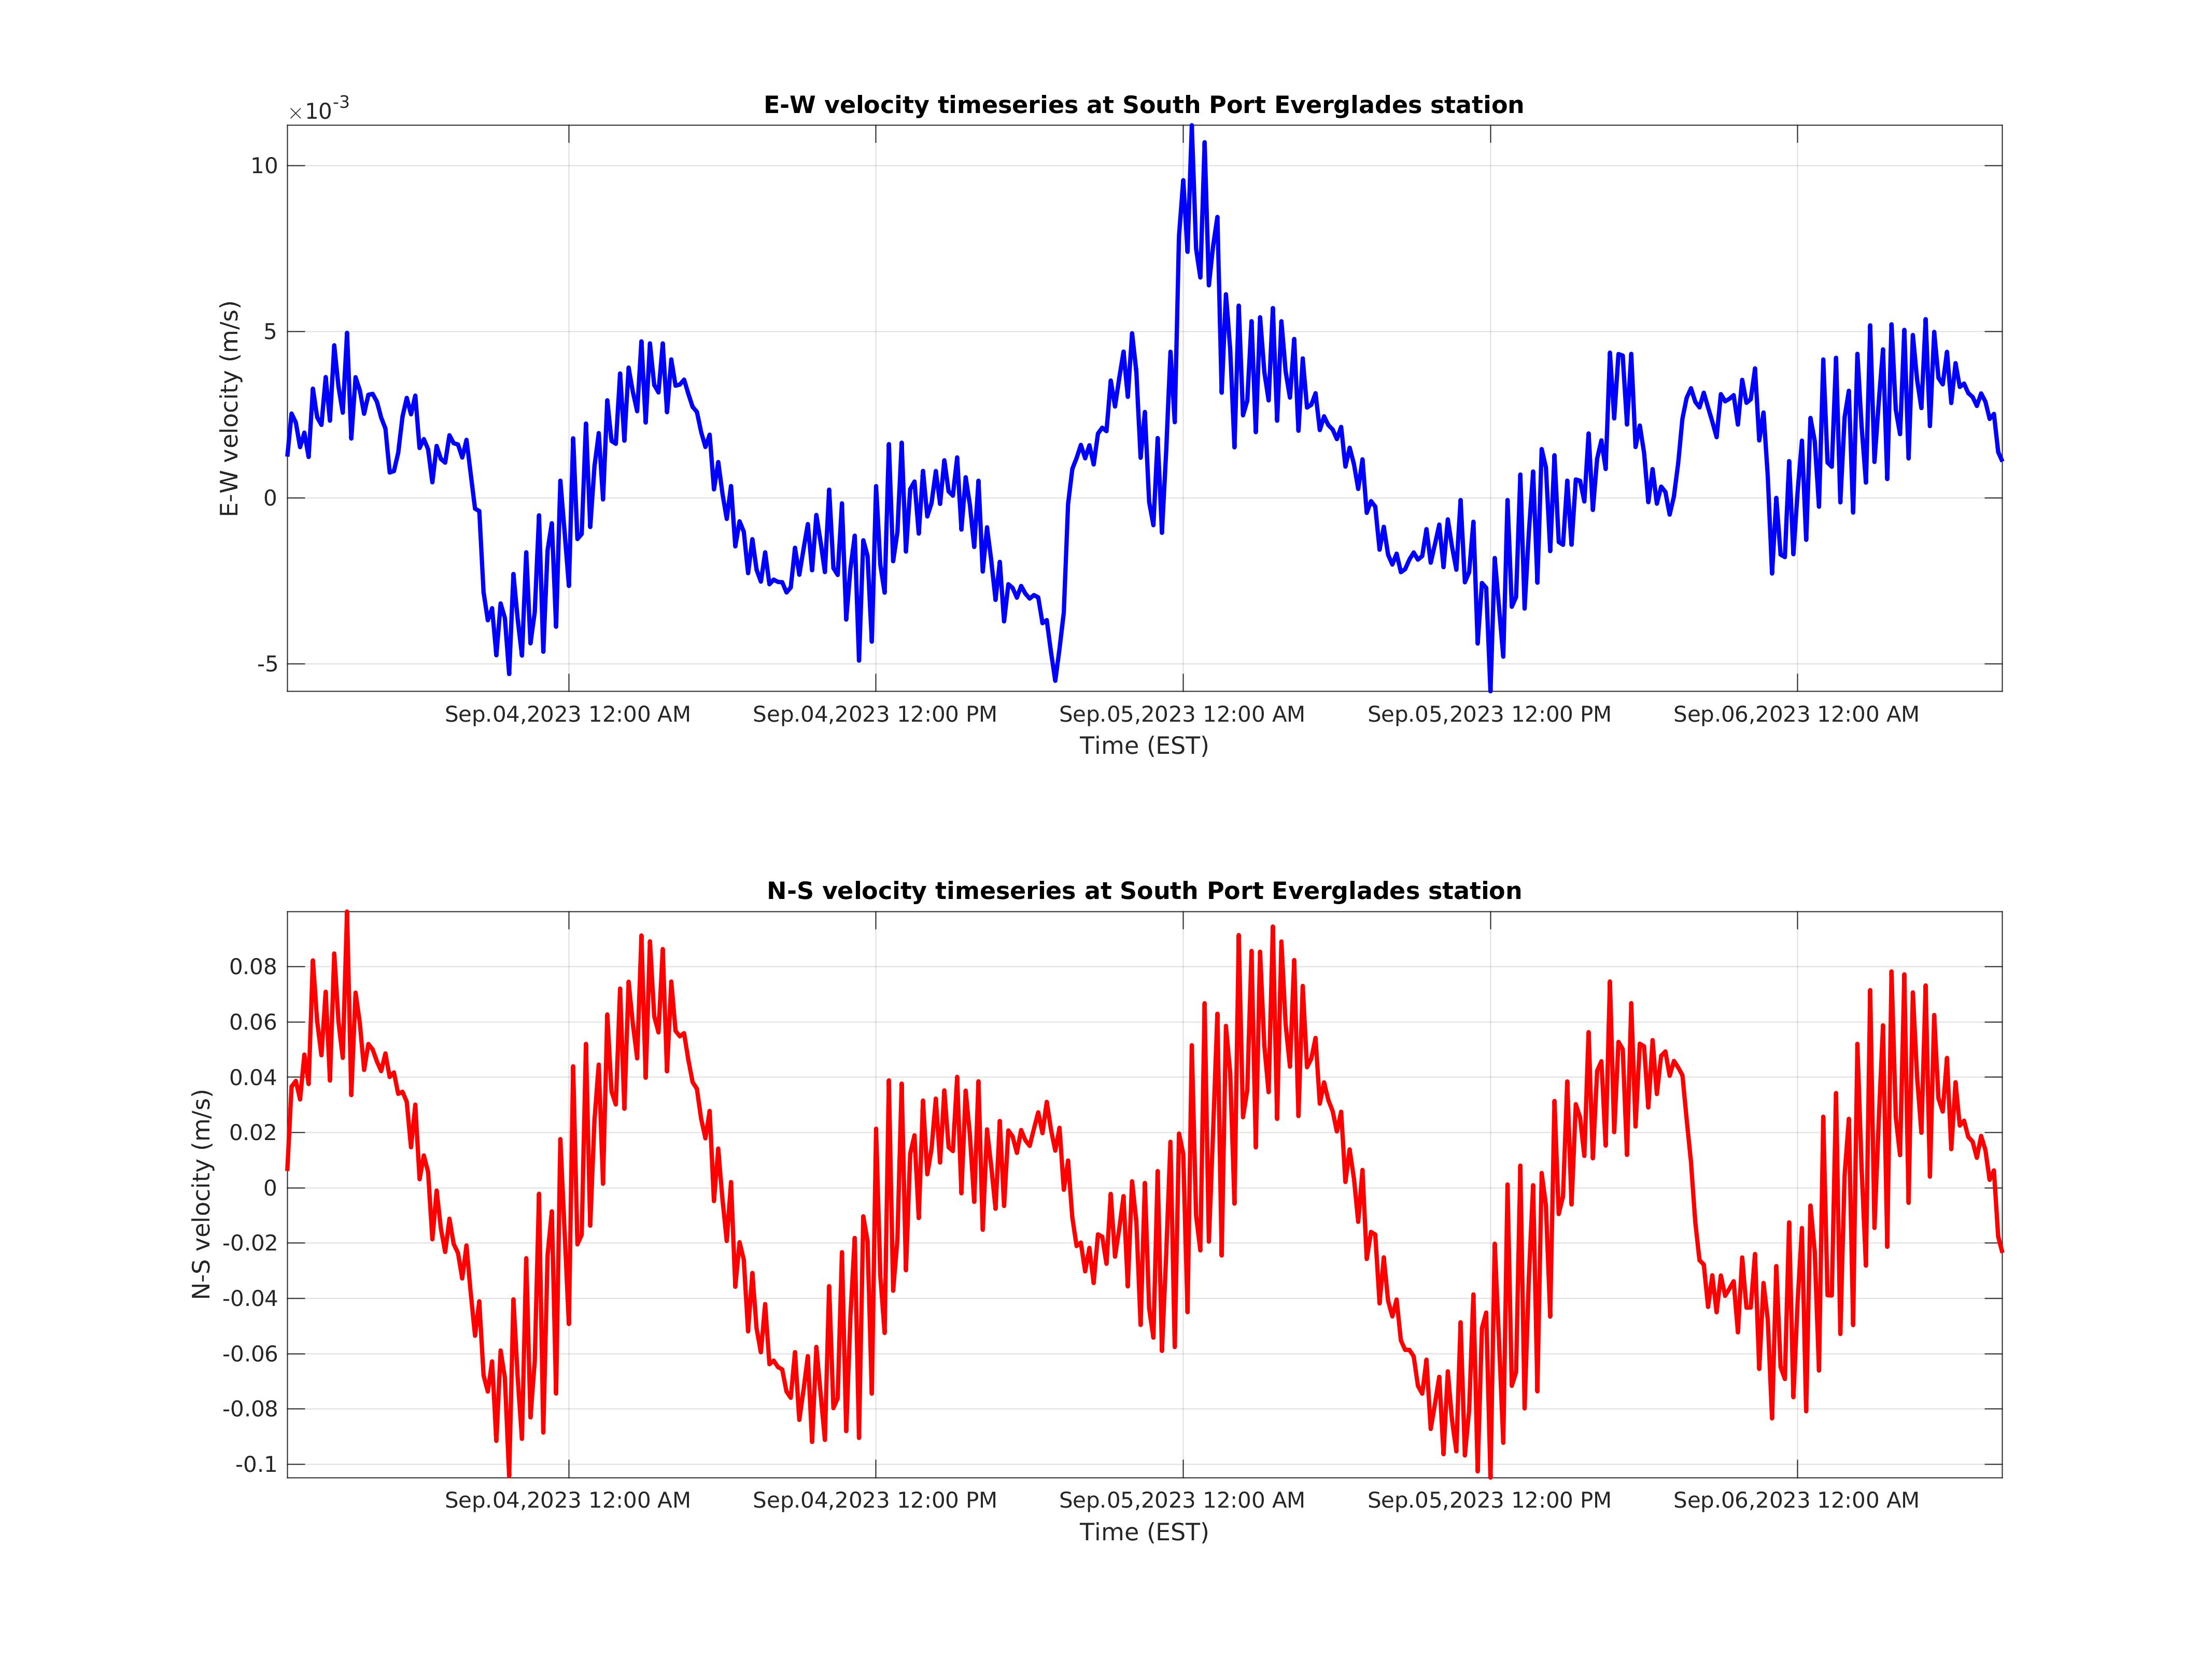 ×10-3
E-W velocity timeseries at South Port Everglades station
10
5
0
-5
E-W velocity (m/s)
Sep.04,2023 12:00 AM
Sep.04,2023 12:00 PM
Sep.05,2023 12:00 AM
Sep.05,2023 12:00 PM
Sep.06,2023 12:00 AM
Time (EST)
N-S velocity timeseries at South Port Everglades station
0.08
0.06
0.04
0.02
0
-0.02
-0.04
-0.06
-0.08
-0.1
N-S velocity (m/s)
Sep.04,2023 12:00 AM
Sep.04,2023 12:00 PM
Sep.05,2023 12:00 AM
Sep.05,2023 12:00 PM
Sep.06,2023 12:00 AM
Time (EST)